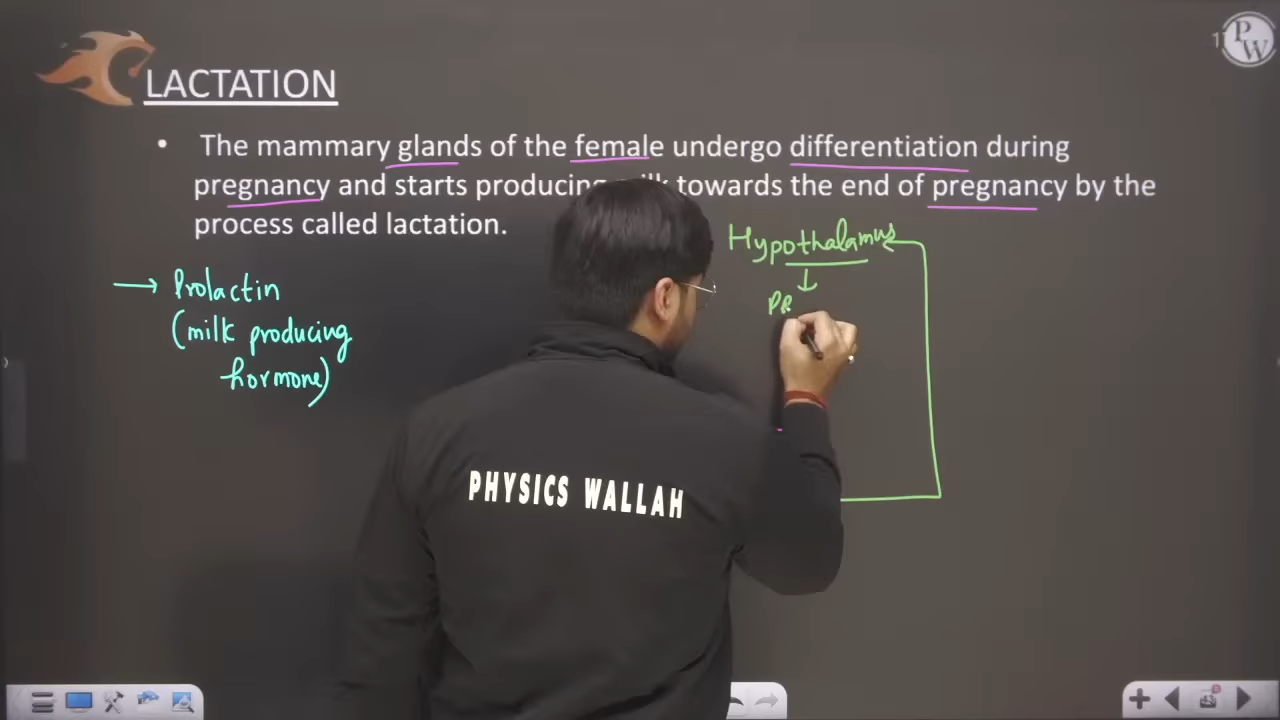 LACTATION
• The mammary glands of the female undergo differentiation during
pregnancy and starts producing milk towards the end of pregnancy by the
process called lactation.
→ Prolactin
(milk producing
hormone)
Hypothalamus
↓
PR
PHYSICS WALLAH
PW